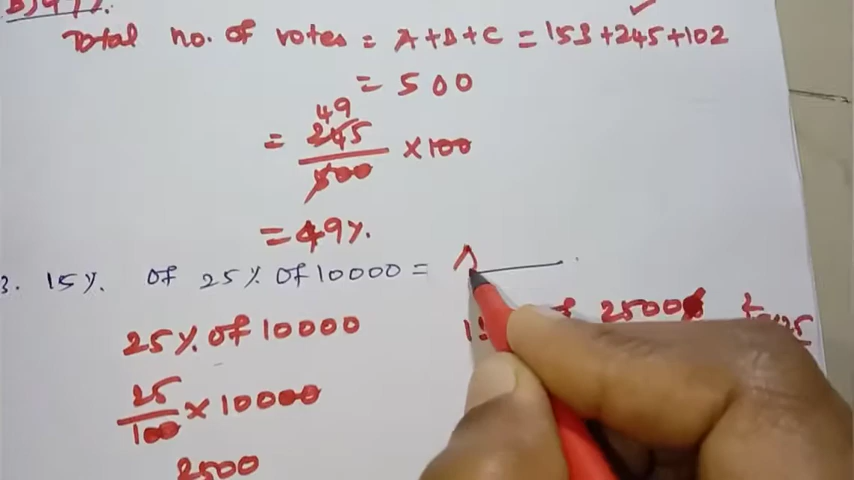 B) 49%.
Total no. of votes = A+B+C = 153+245+102
= 500
49
= 245/500 ×100
= 49%.
3. 15%. of 25% of 10000 =
25% of 10000
25/100 × 10000
2500
25000